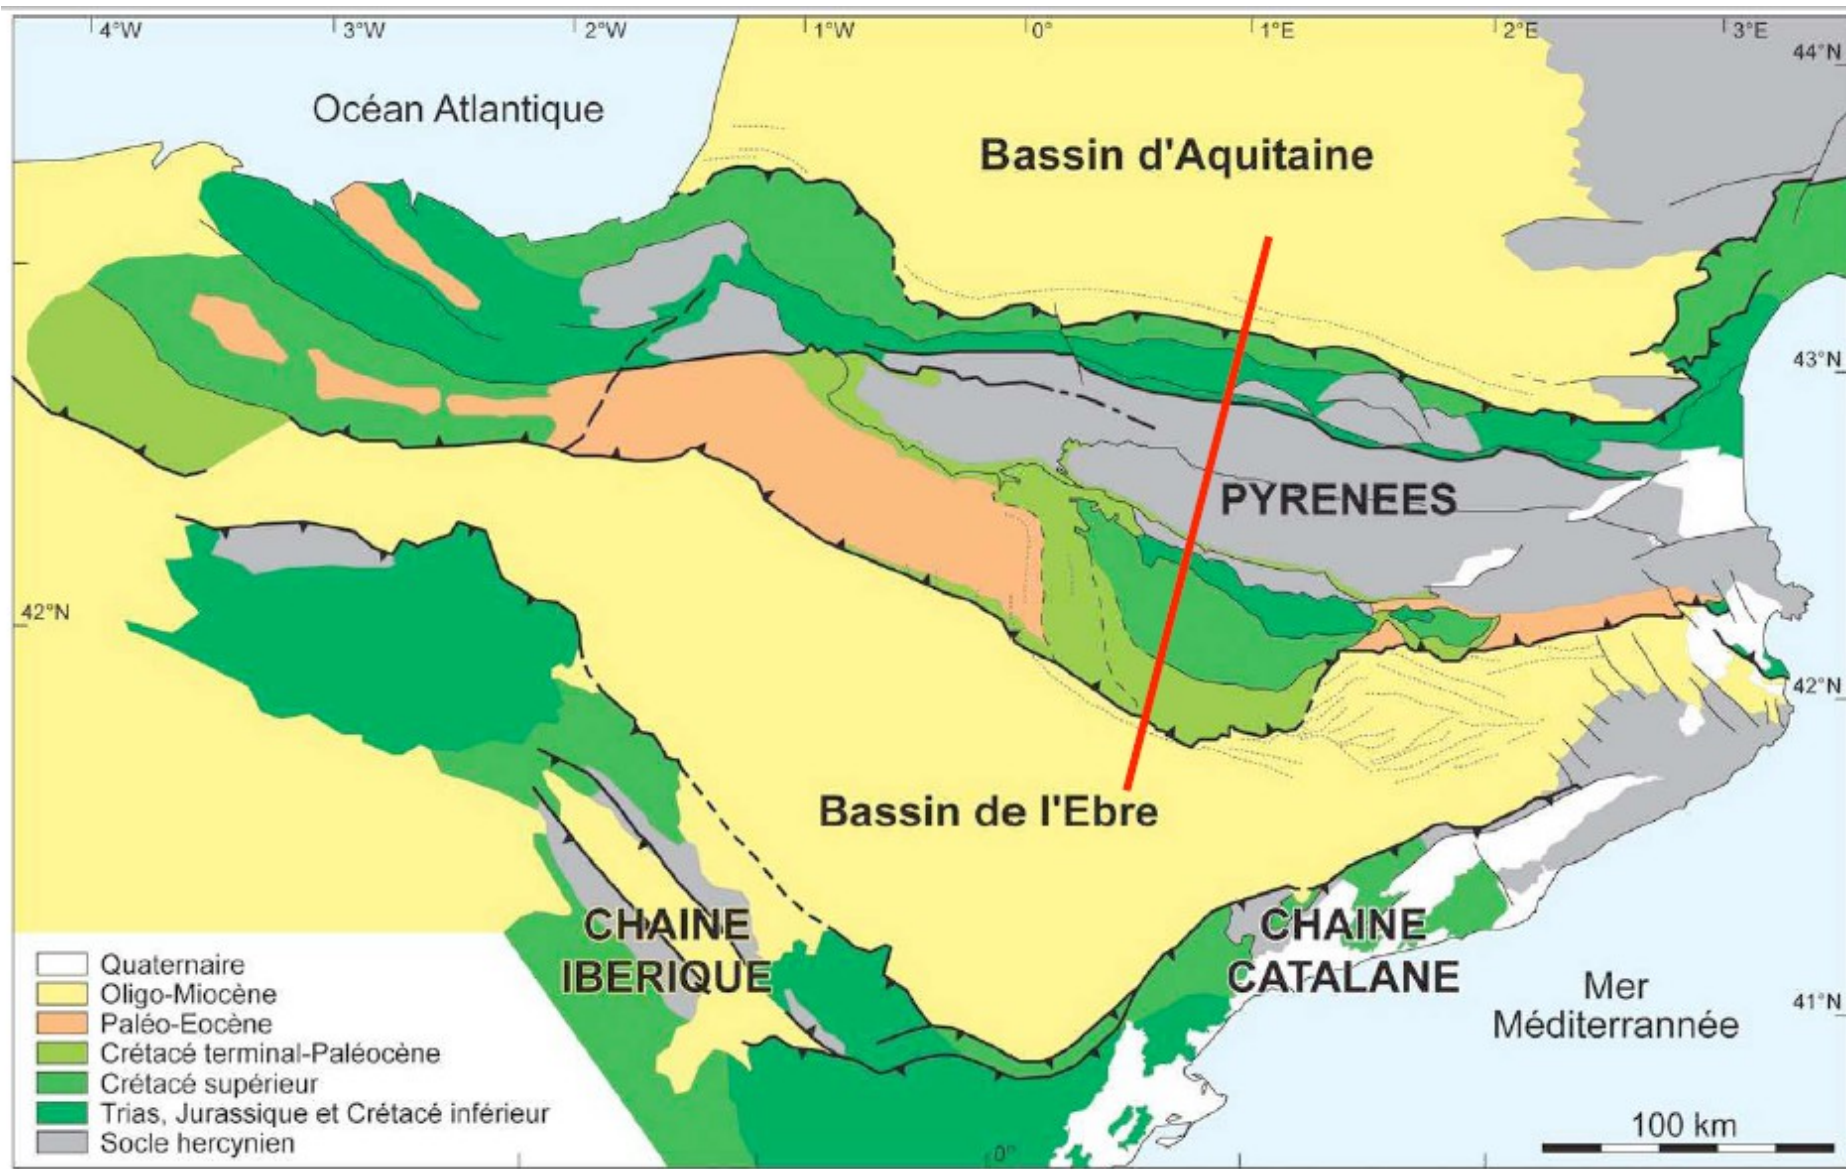 4°W
3°W
2°W
1°W
0°
1°E
2°E
3°E
44°N
Océan Atlantique
Bassin d'Aquitaine
43°N
PYRENEES
42°N
42°N
Bassin de l'Ebre
CHAINE
IBERIQUE
CHAINE
CATALANE
Mer
Méditerrannée
41°N
Quaternaire
Oligo-Miocène
Paléo-Eocène
Crétacé terminal-Paléocène
Crétacé supérieur
Trias, Jurassique et Crétacé inférieur
Socle hercynien
0°
100 km